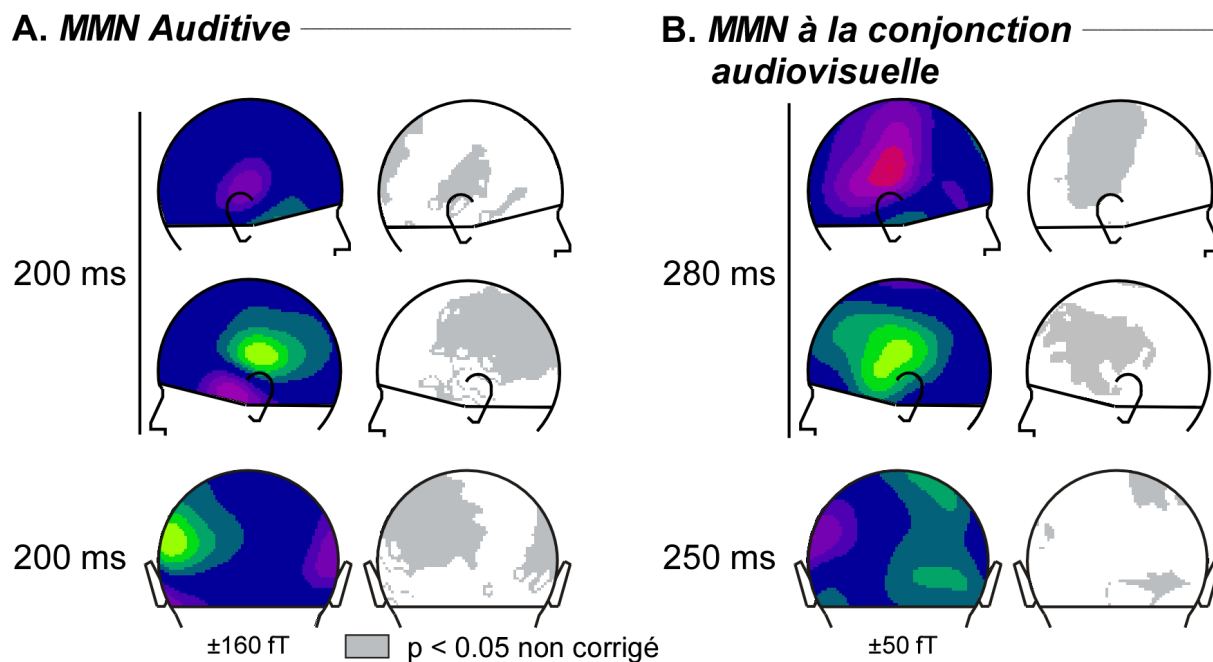 A. MMN Auditive
B. MMN à la conjonction
audiovisuelle
200 ms
280 ms
200 ms
250 ms
±160 fT
p < 0.05 non corrigé
±50 fT